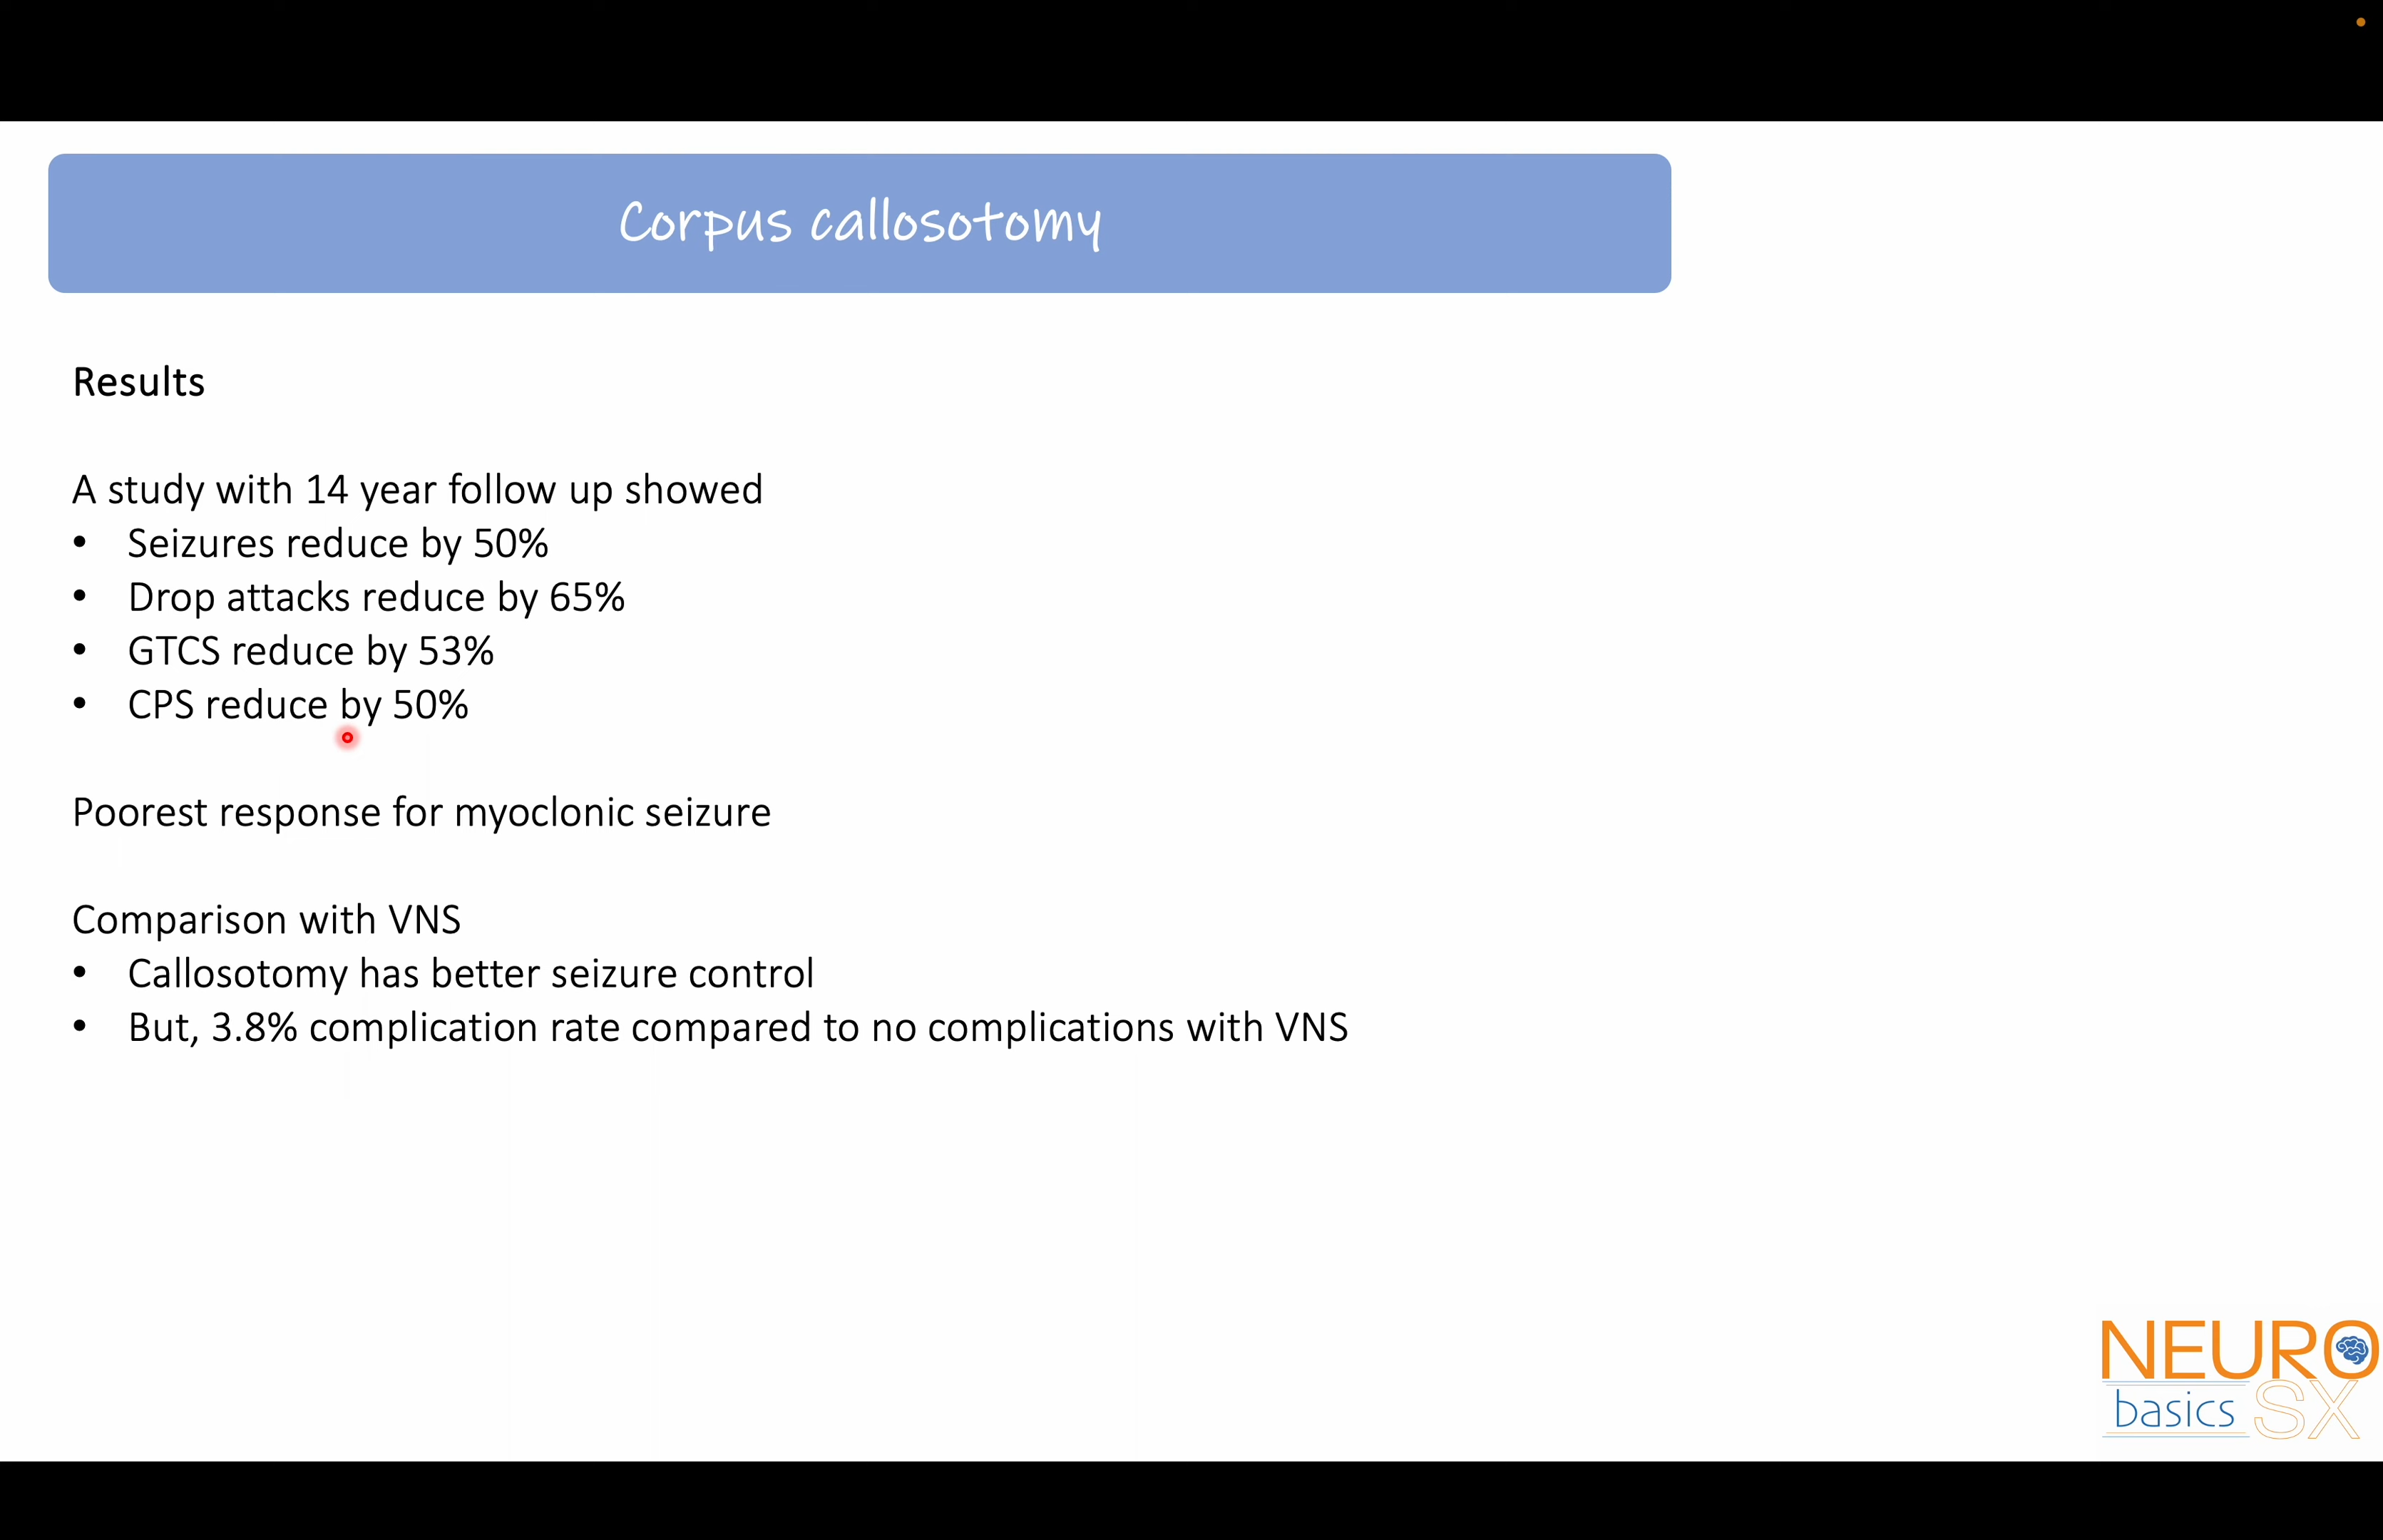 Corpus callosotomy
Results
A study with 14 year follow up showed
• Seizures reduce by 50%
• Drop attacks reduce by 65%
• GTCS reduce by 53%
• CPS reduce by 50%
Poorest response for myoclonic seizure
Comparison with VNS
• Callosotomy has better seizure control
• But, 3.8% complication rate compared to no complications with VNS
NEURO
basics SX